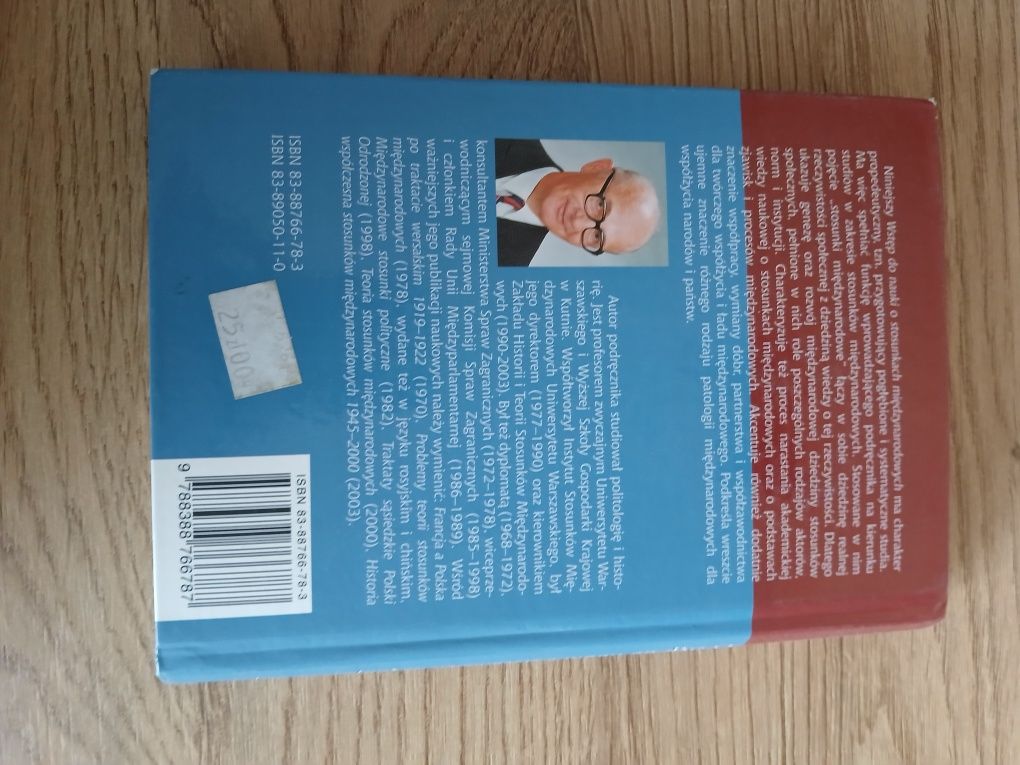 Niniejszy Wstęp do nauki o stosunkach międzynarodowych ma charakter
propedeutyczny, tzn. przygotowujący pogłębione i systematyczne studia.
Ma więc spełniać funkcję wprowadzającego podręcznika na kierunku
studiów w zakresie stosunków międzynarodowych. Stosowane w nim
pojęcie „stosunki międzynarodowe” łączy w sobie dziedzinę realnej
rzeczywistości społecznej z dziedziną wiedzy o tej rzeczywistości. Dlatego
ukazuje genezę oraz rozwój międzynarodowej dziedziny stosunków
społecznych, pełnione w nich role poszczególnych rodzajów aktorów,
norm i instytucji. Charakteryzuje też proces narastania akademickiej
wiedzy naukowej o stosunkach międzynarodowych oraz o podstawach
zjawisk i procesów międzynarodowych. Akcentuje również dodatnie
znaczenie współpracy, wymiany dóbr, partnerstwa i współzawodnictwa
dla twórczego współżycia i ładu międzynarodowego. Podkreśla wreszcie
ujemne znaczenie różnego rodzaju patologii międzynarodowych dla
współżycia narodów i państw.
Autor podręcznika studiował politologię i histo-
rię. Jest profesorem zwyczajnym Uniwersytetu War-
szawskiego i Wyższej Szkoły Gospodarki Krajowej
w Kutnie. Współtworzył Instytut Stosunków Mię-
dzynarodowych Uniwersytetu Warszawskiego, był
jego dyrektorem (1977–1990) oraz kierownikiem
Zakładu Historii i Teorii Stosunków Międzynarodo-
wych (1990-2003). Był też dyplomatą (1968–1972),
konsultantem Ministerstwa Spraw Zagranicznych (1972–1978), wiceprze-
wodniczącym sejmowej Komisji Spraw Zagranicznych (1985–1998)
i członkiem Rady Unii Międzyparlamentarnej (1986–1989). Wśród
ważniejszych jego publikacji naukowych należy wymienić: Francja a Polska
po traktacie wersalskim 1919–1922 (1970), Problemy teorii stosunków
międzynarodowych (1978), wydane też w języku rosyjskim i chińskim,
Międzynarodowe stosunki polityczne (1982), Traktaty sąsiedzkie Polski
Odrodzonej (1998), Teoria stosunków międzynarodowych (2000), Historia
współczesna stosunków międzynarodowych 1945–2000 (2003).
ISBN 83-88766-78-3
ISBN 83-89050-11-0
ISBN 83-88766-78-3
9 788388 766787